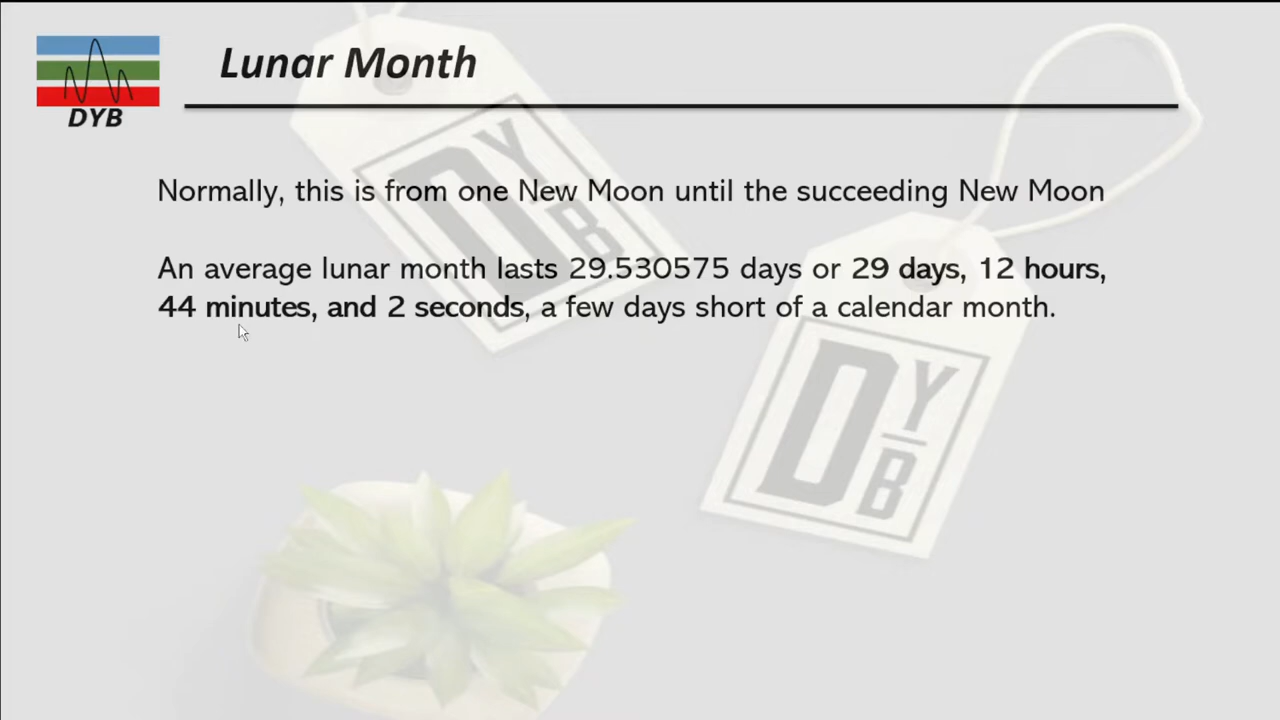 Lunar Month
DYB
Normally, this is from one New Moon until the succeeding New Moon
An average lunar month lasts 29.530575 days or 29 days, 12 hours,
44 minutes, and 2 seconds, a few days short of a calendar month.
DYB
DYB